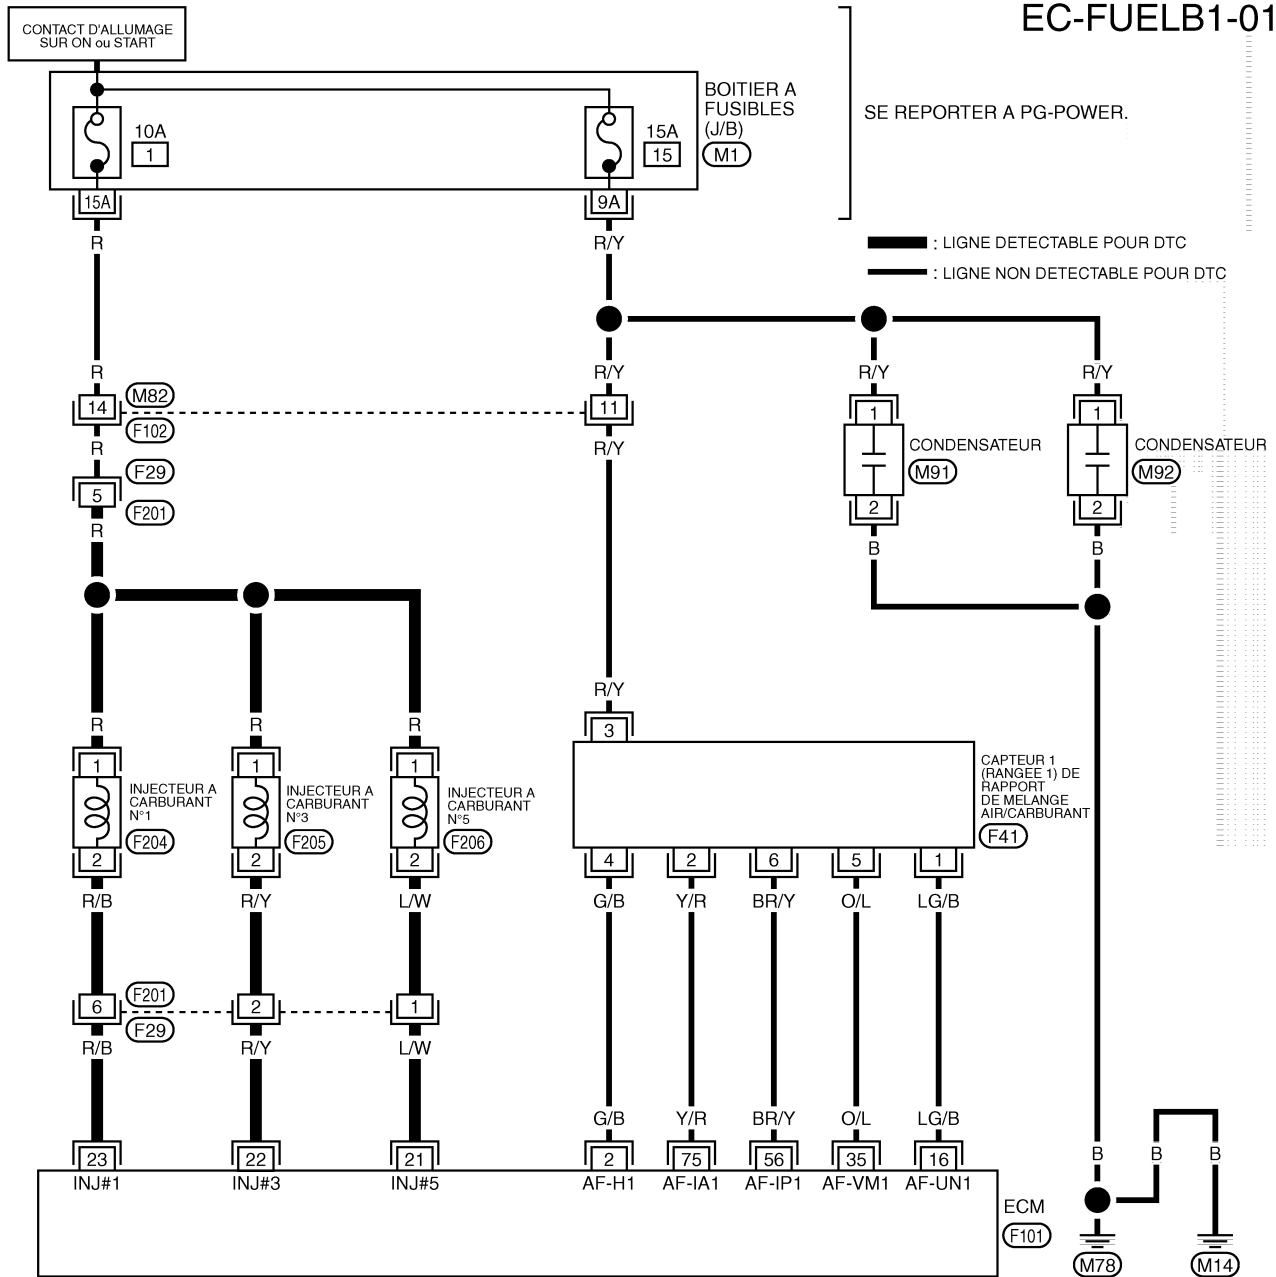 EC-FUELB1-01
CONTACT D'ALLUMAGE
SUR ON ou START
BOITIER A
FUSIBLES
(J/B)
M1
10A
1
15A
15
SE REPORTER A PG-POWER.
15A
9A
R
R/Y
: LIGNE DETECTABLE POUR DTC
: LIGNE NON DETECTABLE POUR DTC
R
R/Y
R/Y
R/Y
M82
14
11
1
1
F102
R
R/Y
CONDENSATEUR
M91
CONDENSATEUR
M92
F29
5
F201
2
2
R
B
B
R/Y
3
R
R
R
1
1
1
INJECTEUR A
CARBURANT
N°1
F204
INJECTEUR A
CARBURANT
N°3
F205
INJECTEUR A
CARBURANT
N°5
F206
CAPTEUR 1
(RANGEE 1) DE
RAPPORT
DE MELANGE
AIR/CARBURANT
F41
2
2
2
4
2
6
5
1
R/B
R/Y
L/W
G/B
Y/R
BR/Y
O/L
LG/B
F201
6
2
1
F29
R/B
R/Y
L/W
G/B
Y/R
BR/Y
O/L
LG/B
B
B
B
23
22
21
2
75
56
35
16
INJ#1
INJ#3
INJ#5
AF-H1
AF-IA1
AF-IP1
AF-VM1
AF-UN1
ECM
F101
M78
M14